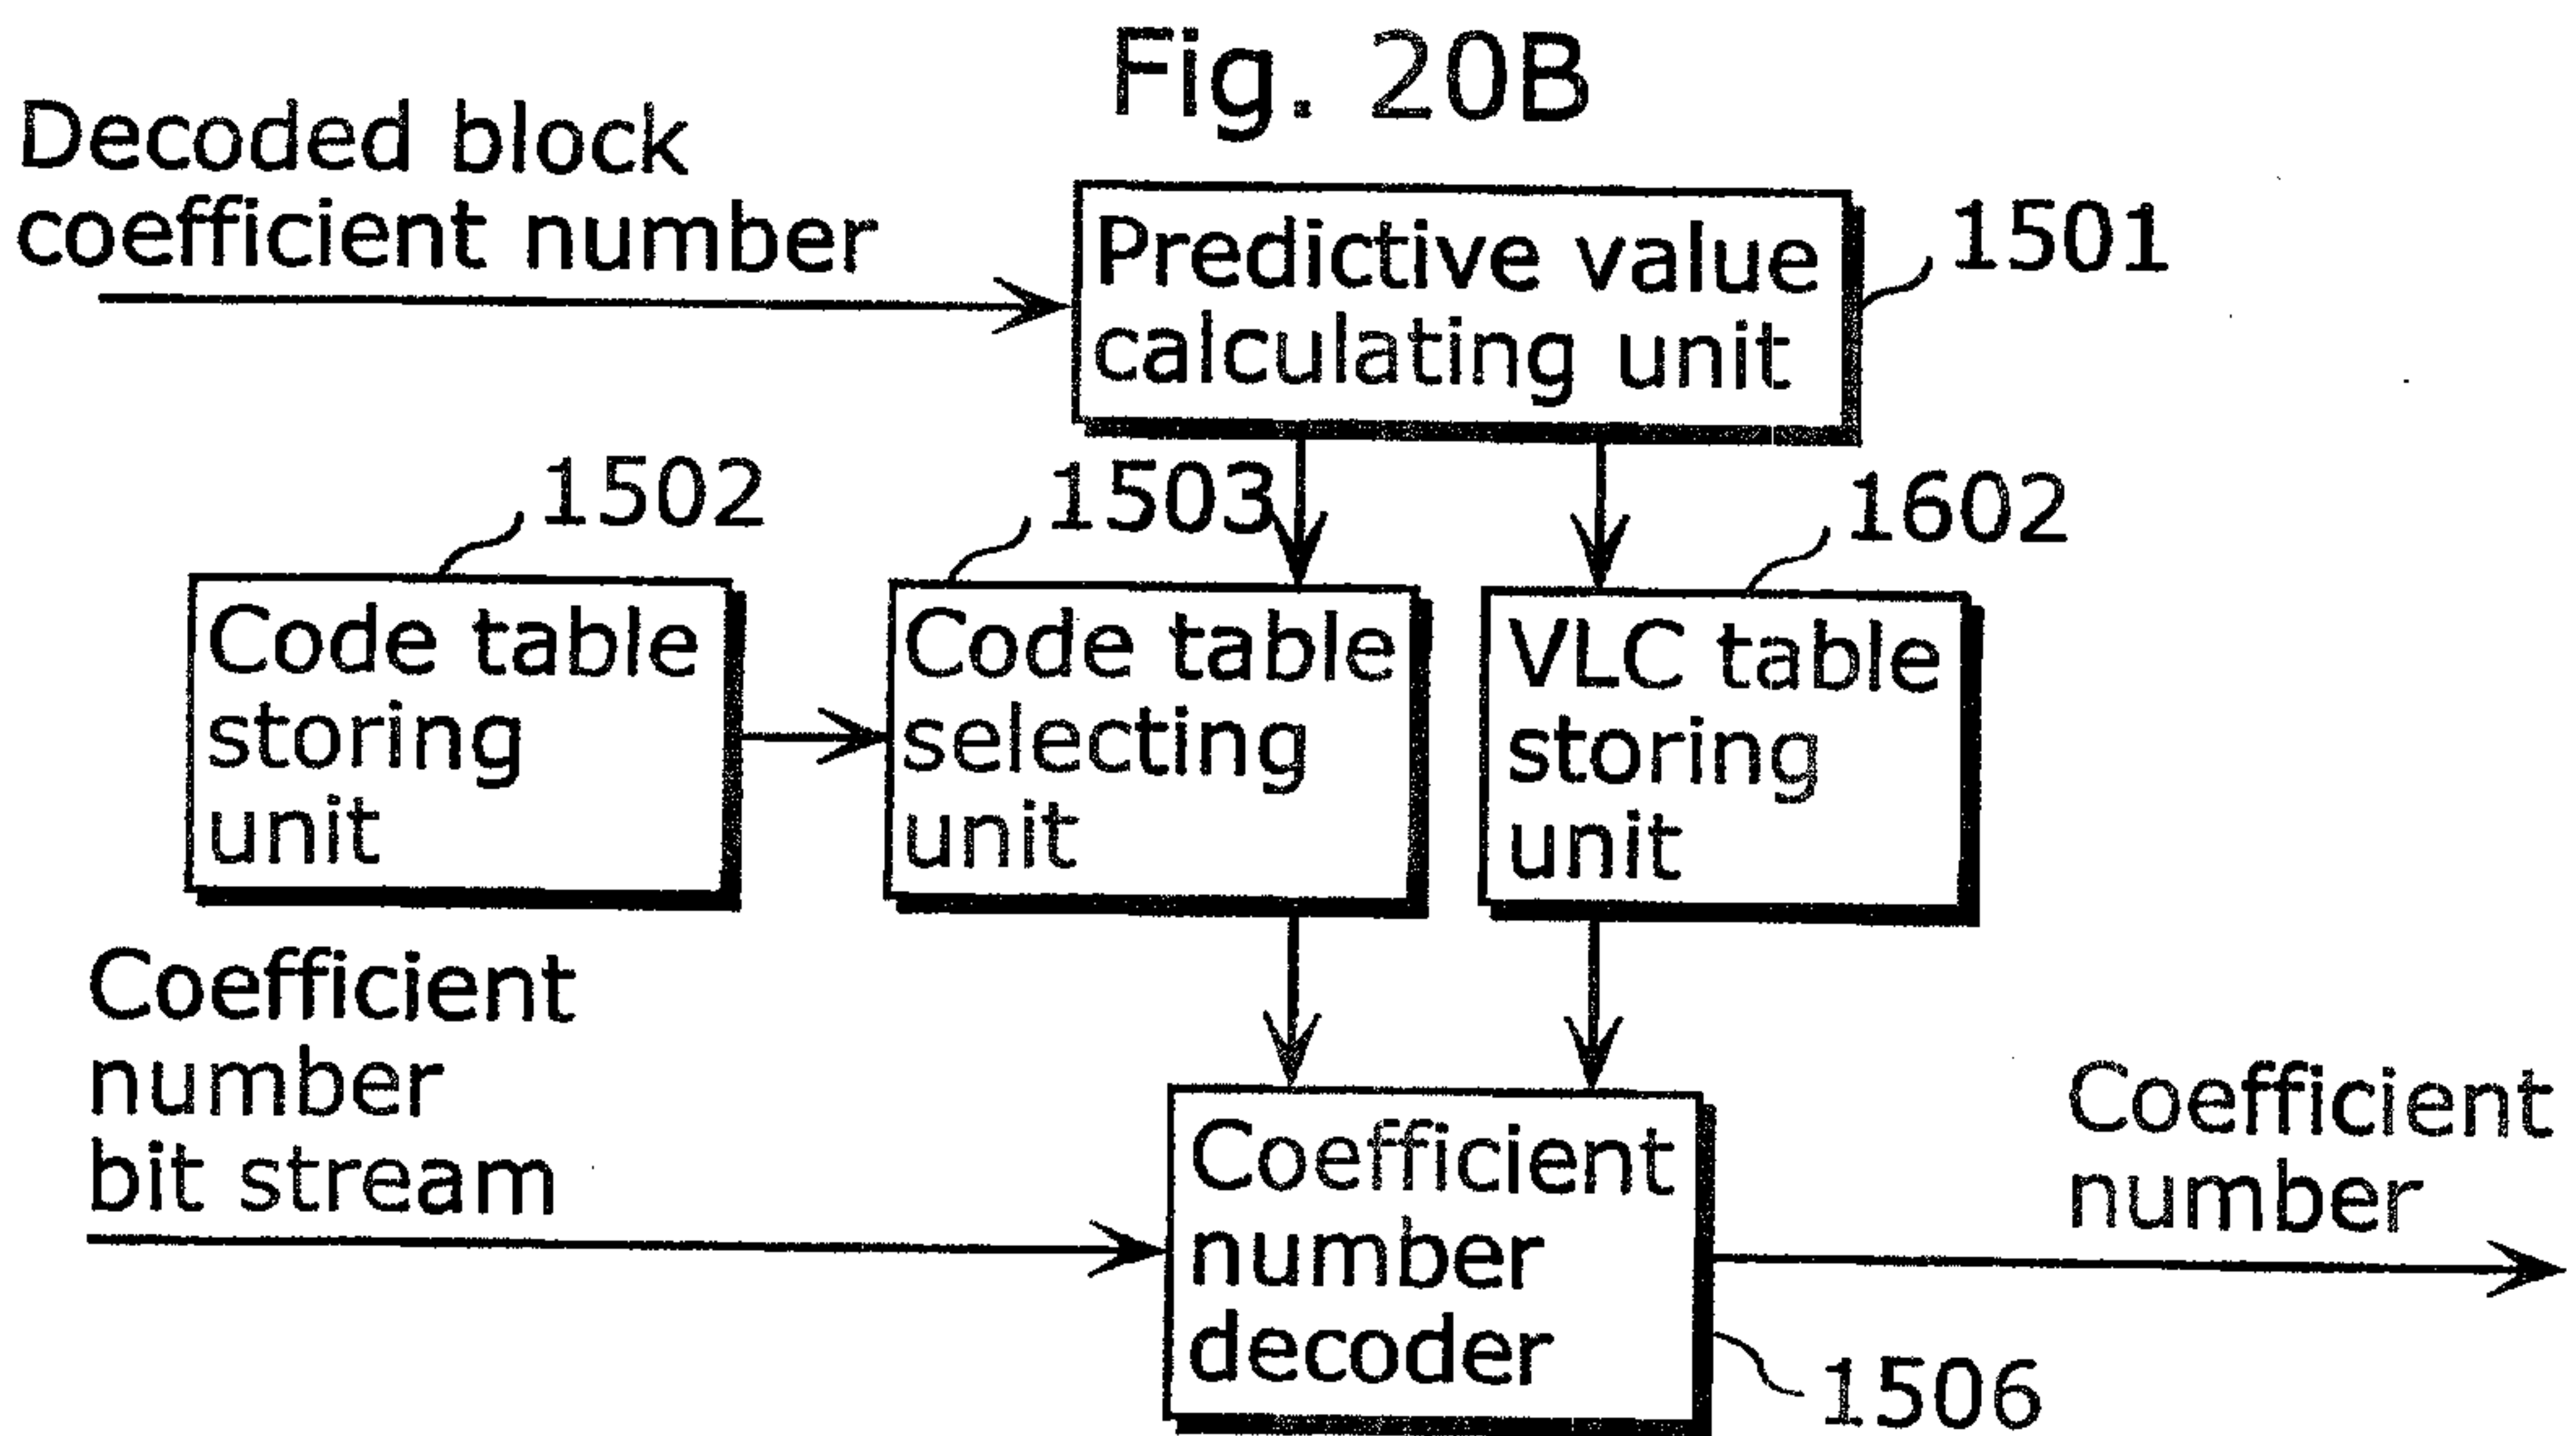 Fig. 20B
Decoded block
coefficient number
Predictive value
calculating unit
1501
1502
1503
1602
Code table
storing
unit
Code table
selecting
unit
VLC table
storing
unit
Coefficient
number
bit stream
Coefficient
number
decoder
Coefficient
number
1506